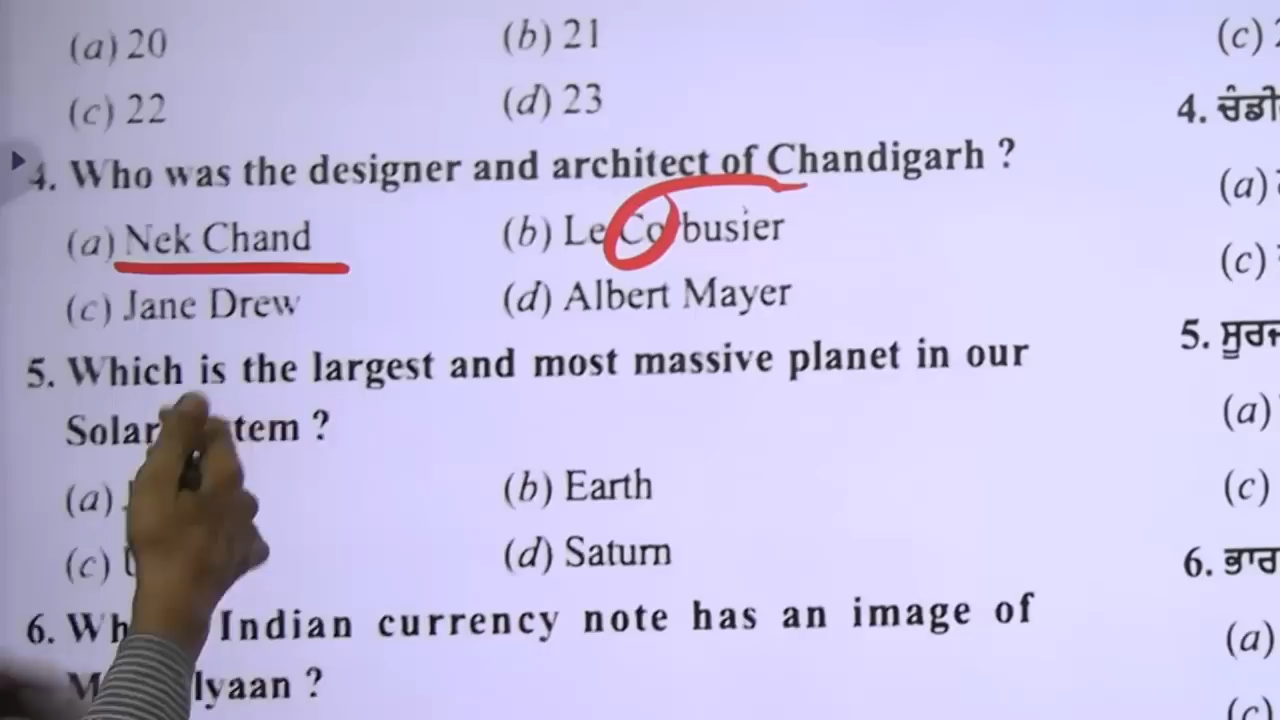 (a) 20 (b) 21
(c) 22 (d) 23
4. Who was the designer and architect of Chandigarh ?
(a) Nek Chand (b) Le Corbusier
(c) Jane Drew (d) Albert Mayer
5. Which is the largest and most massive planet in our
Solar tem ?
(a) (b) Earth
(c) (d) Saturn
6. Indian currency note has an image of
lyaan ?
(c)
4.
(a)
(c)
5.
(a)
(c)
6. ਭਾਰ
(a)
(c)